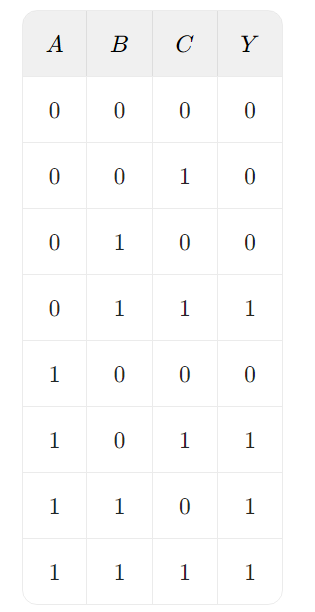 A B C Y
0 0 0 0
0 0 1 0
0 1 0 0
0 1 1 1
1 0 0 0
1 0 1 1
1 1 0 1
1 1 1 1